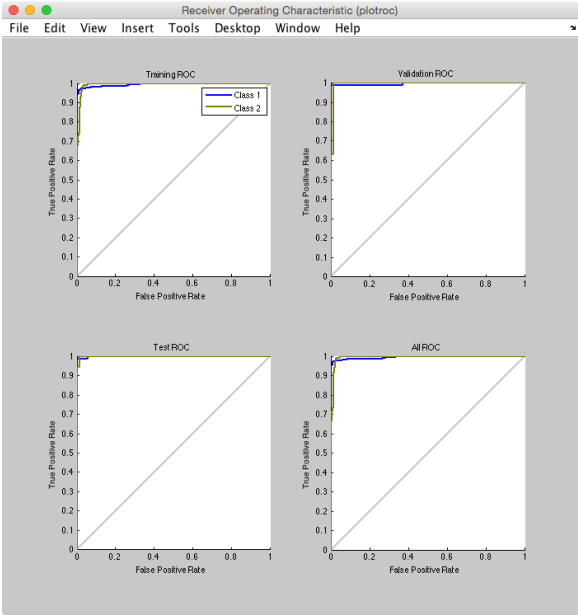 Receiver Operating Characteristic (plotroc)
File Edit View Insert Tools Desktop Window Help
Training ROC
1
0.9
0.8
0.7
0.6
0.5
0.4
0.3
0.2
0.1
0
True Positive Rate
Class 1
Class 2
0 0.2 0.4 0.6 0.8 1
False Positive Rate
Validation ROC
1
0.9
0.8
0.7
0.6
0.5
0.4
0.3
0.2
0.1
0
True Positive Rate
0 0.2 0.4 0.6 0.8 1
False Positive Rate
Test ROC
1
0.9
0.8
0.7
0.6
0.5
0.4
0.3
0.2
0.1
0
True Positive Rate
0 0.2 0.4 0.6 0.8 1
False Positive Rate
All ROC
1
0.9
0.8
0.7
0.6
0.5
0.4
0.3
0.2
0.1
0
True Positive Rate
0 0.2 0.4 0.6 0.8 1
False Positive Rate